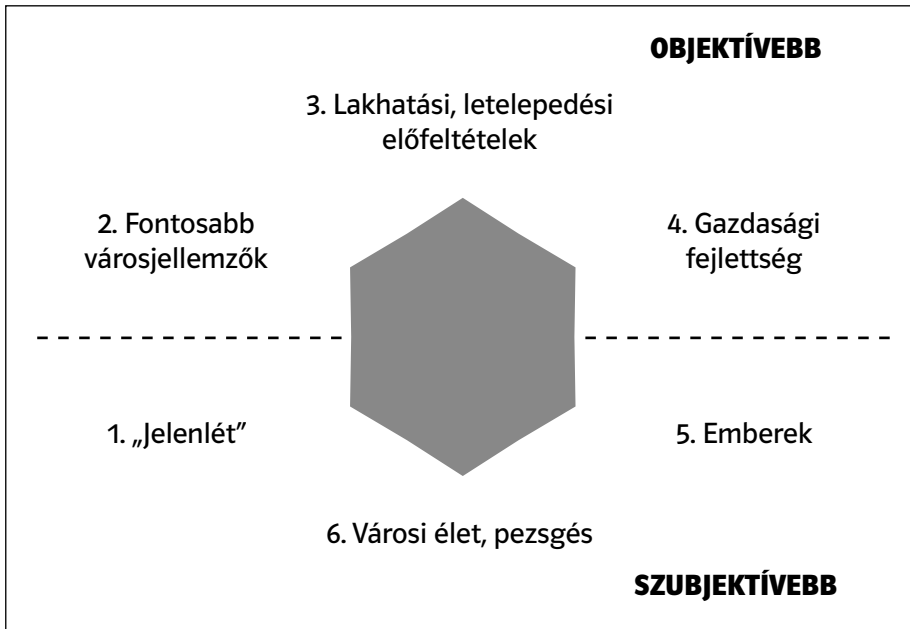 OBJEKTÍVEBB
3. Lakhatási, letelepedési
előfeltételek
2. Fontosabb
városjellemzők
4. Gazdasági
fejlettség
1. „Jelenlét”
5. Emberek
6. Városi élet, pezsgés
SZUBJEKTÍVEBB